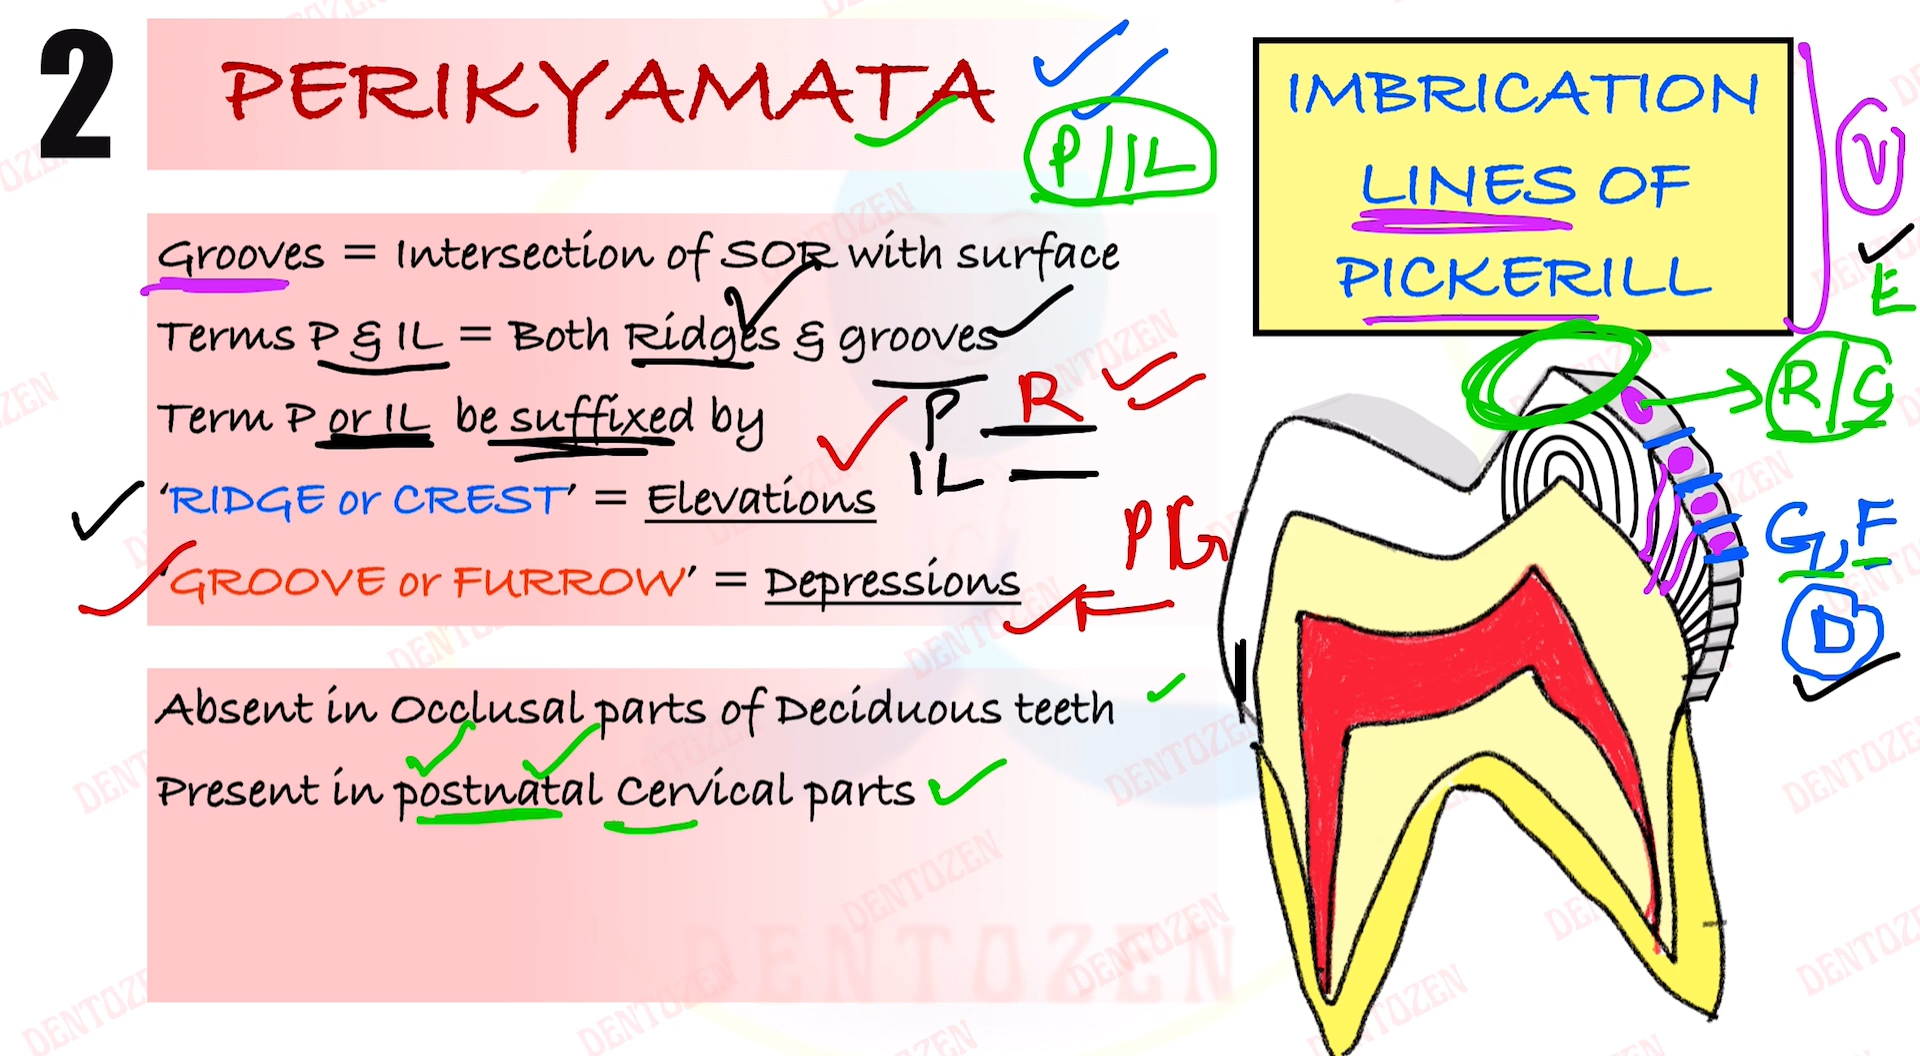 2
PERIKYAMATA
P/IL
IMBRICATION
LINES OF
PICKERILL
V
E
Grooves = Intersection of SOR with surface
Terms P & IL = Both Ridges & grooves
Term P or IL be suffixed by
P R
IL
'RIDGE or CREST' = Elevations
'GROOVE or FURROW' = Depressions
PG
R/C
G, F
D
Absent in Occlusal parts of Deciduous teeth
Present in postnatal Cervical parts
DENTOZEN